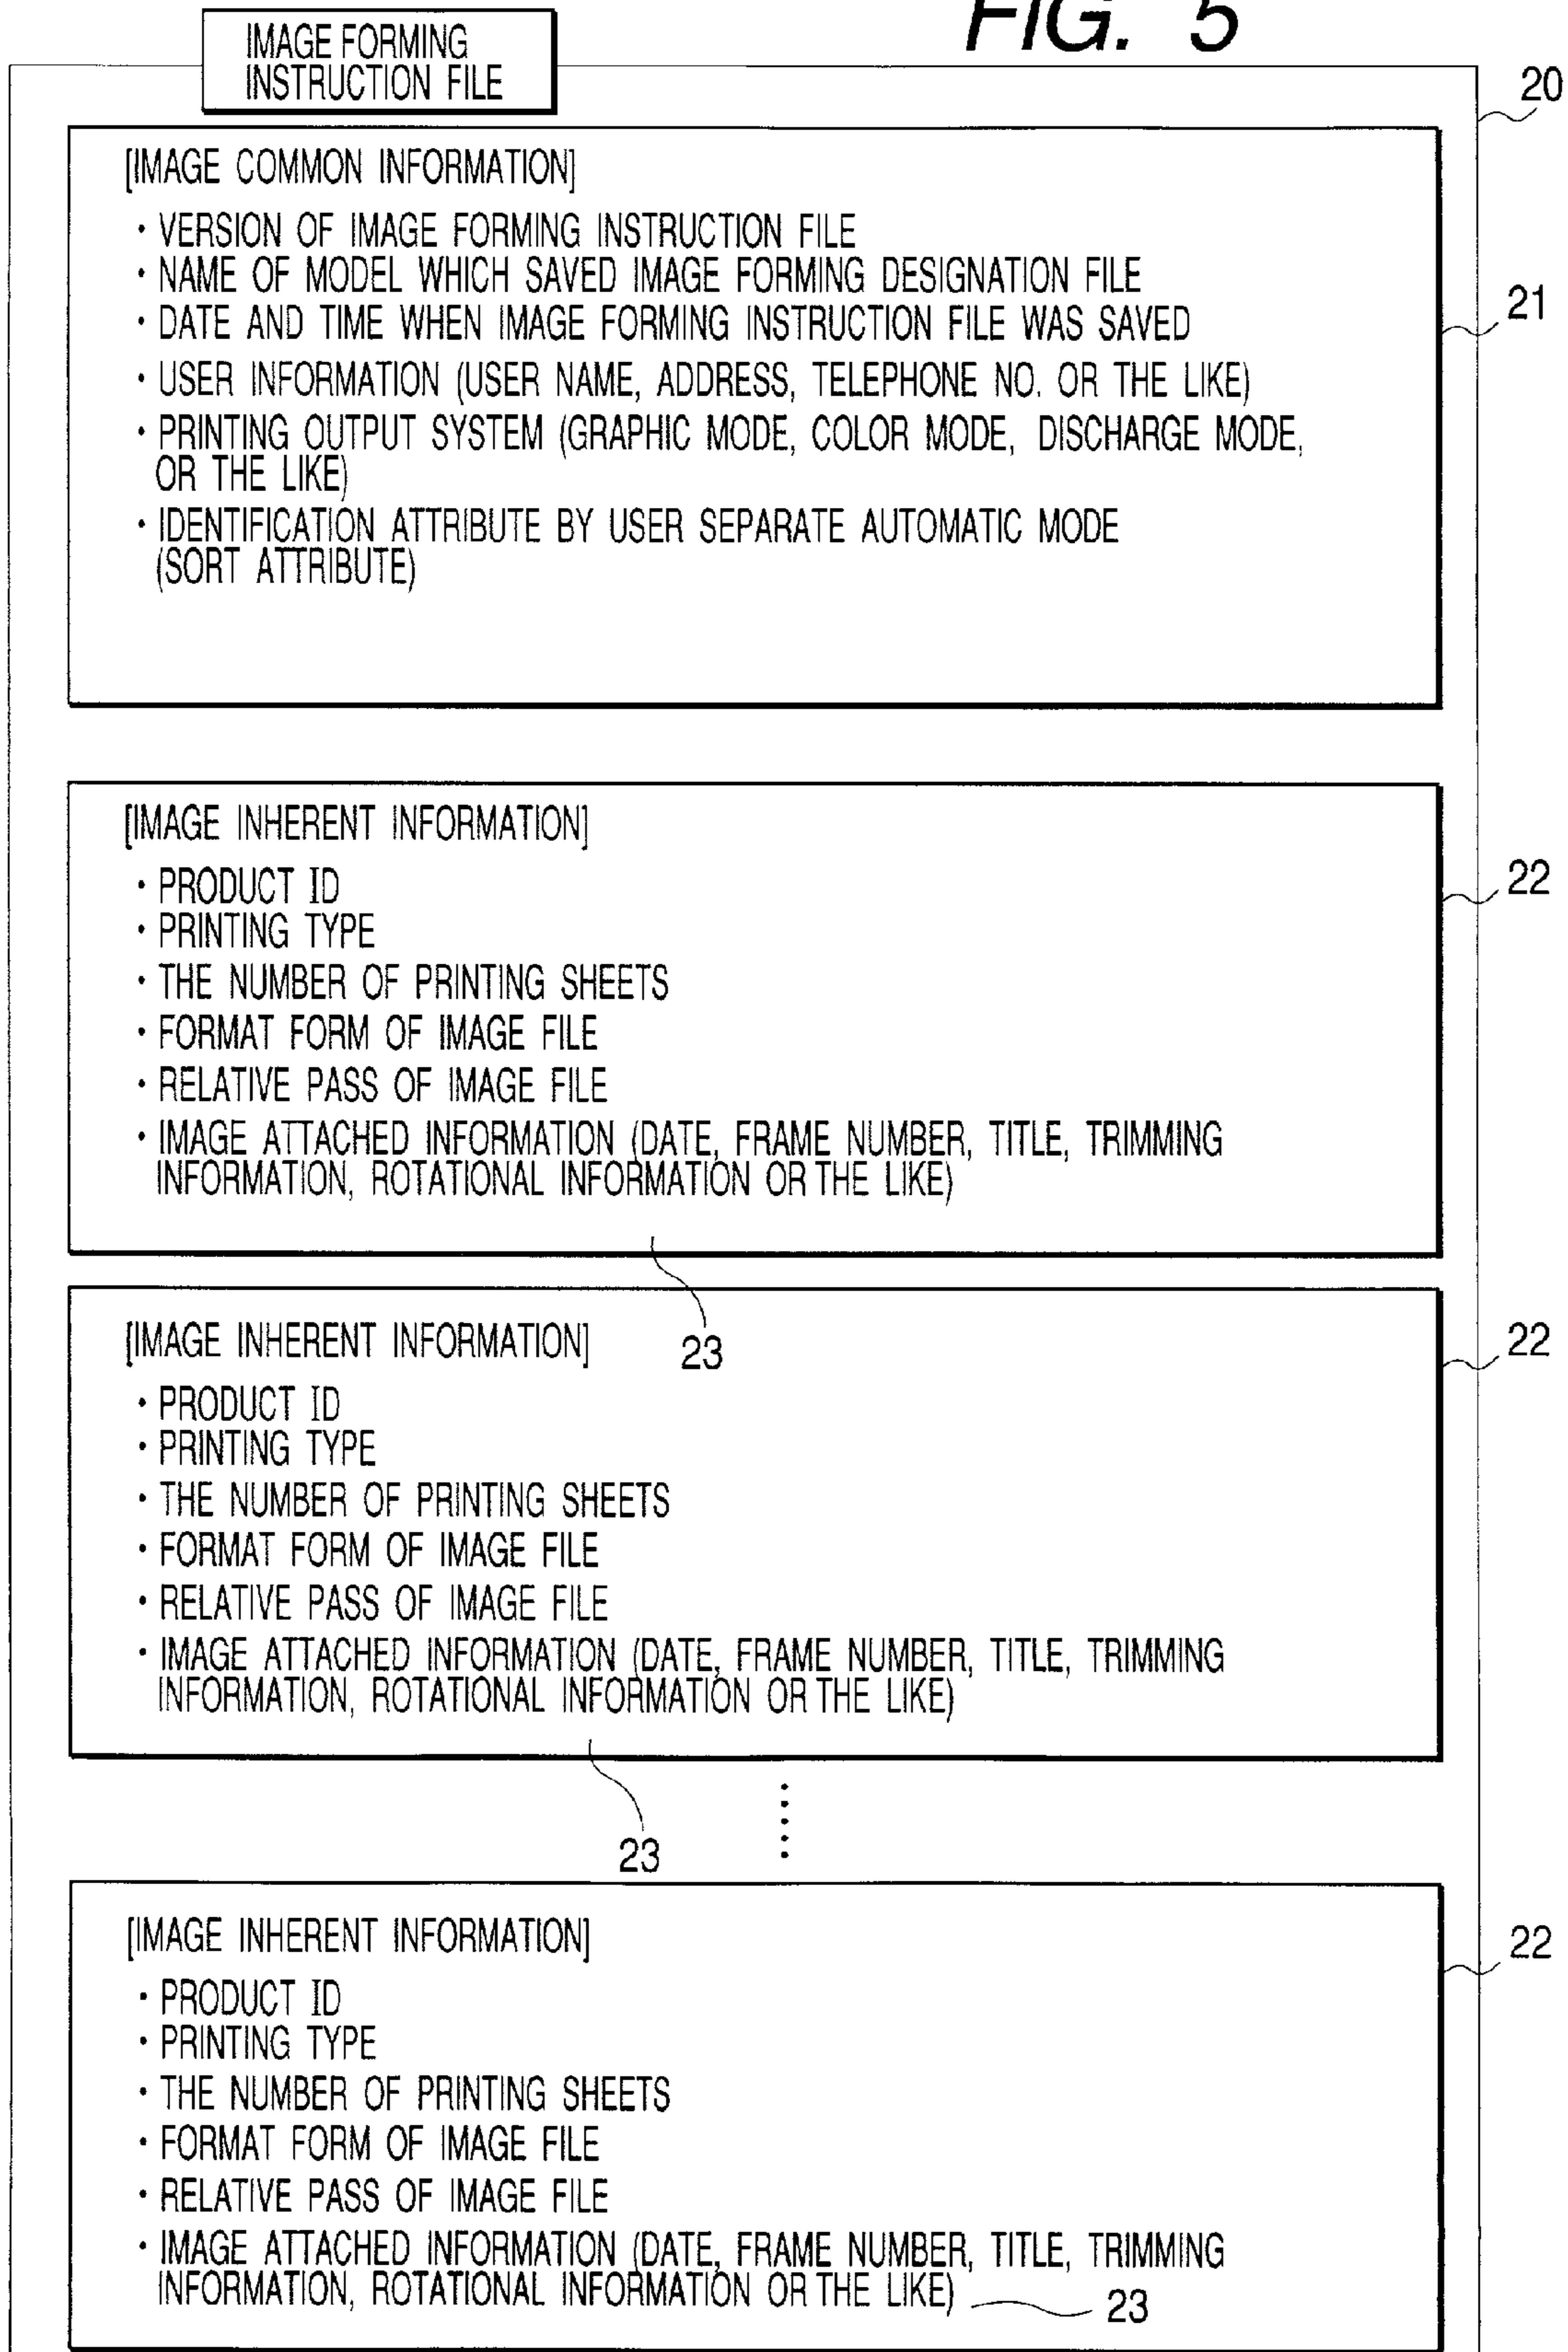 FIG. 5
IMAGE FORMING
INSTRUCTION FILE
20
[IMAGE COMMON INFORMATION]
• VERSION OF IMAGE FORMING INSTRUCTION FILE
• NAME OF MODEL WHICH SAVED IMAGE FORMING DESIGNATION FILE
• DATE AND TIME WHEN IMAGE FORMING INSTRUCTION FILE WAS SAVED
21
• USER INFORMATION (USER NAME, ADDRESS, TELEPHONE NO. OR THE LIKE)
• PRINTING OUTPUT SYSTEM (GRAPHIC MODE, COLOR MODE, DISCHARGE MODE,
OR THE LIKE)
• IDENTIFICATION ATTRIBUTE BY USER SEPARATE AUTOMATIC MODE
(SORT ATTRIBUTE)
[IMAGE INHERENT INFORMATION]
22
• PRODUCT ID
• PRINTING TYPE
• THE NUMBER OF PRINTING SHEETS
• FORMAT FORM OF IMAGE FILE
• RELATIVE PASS OF IMAGE FILE
• IMAGE ATTACHED INFORMATION (DATE, FRAME NUMBER, TITLE, TRIMMING
INFORMATION, ROTATIONAL INFORMATION OR THE LIKE)
23
[IMAGE INHERENT INFORMATION]
22
• PRODUCT ID
• PRINTING TYPE
• THE NUMBER OF PRINTING SHEETS
• FORMAT FORM OF IMAGE FILE
• RELATIVE PASS OF IMAGE FILE
• IMAGE ATTACHED INFORMATION (DATE, FRAME NUMBER, TITLE, TRIMMING
INFORMATION, ROTATIONAL INFORMATION OR THE LIKE)
23
[IMAGE INHERENT INFORMATION]
22
• PRODUCT ID
• PRINTING TYPE
• THE NUMBER OF PRINTING SHEETS
• FORMAT FORM OF IMAGE FILE
• RELATIVE PASS OF IMAGE FILE
• IMAGE ATTACHED INFORMATION (DATE, FRAME NUMBER, TITLE, TRIMMING
INFORMATION, ROTATIONAL INFORMATION OR THE LIKE)
23